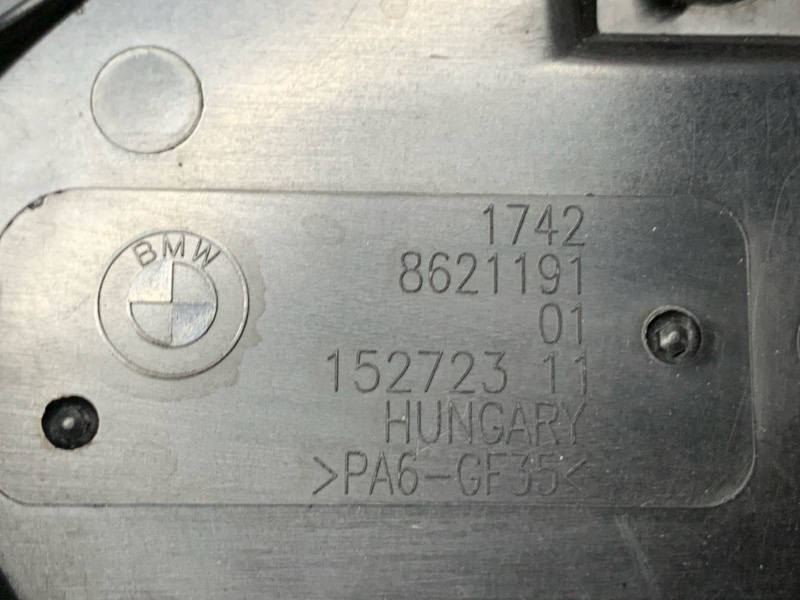 BMW
1742
8621191
01
152723 11
HUNGARY
>PA6-GF35<